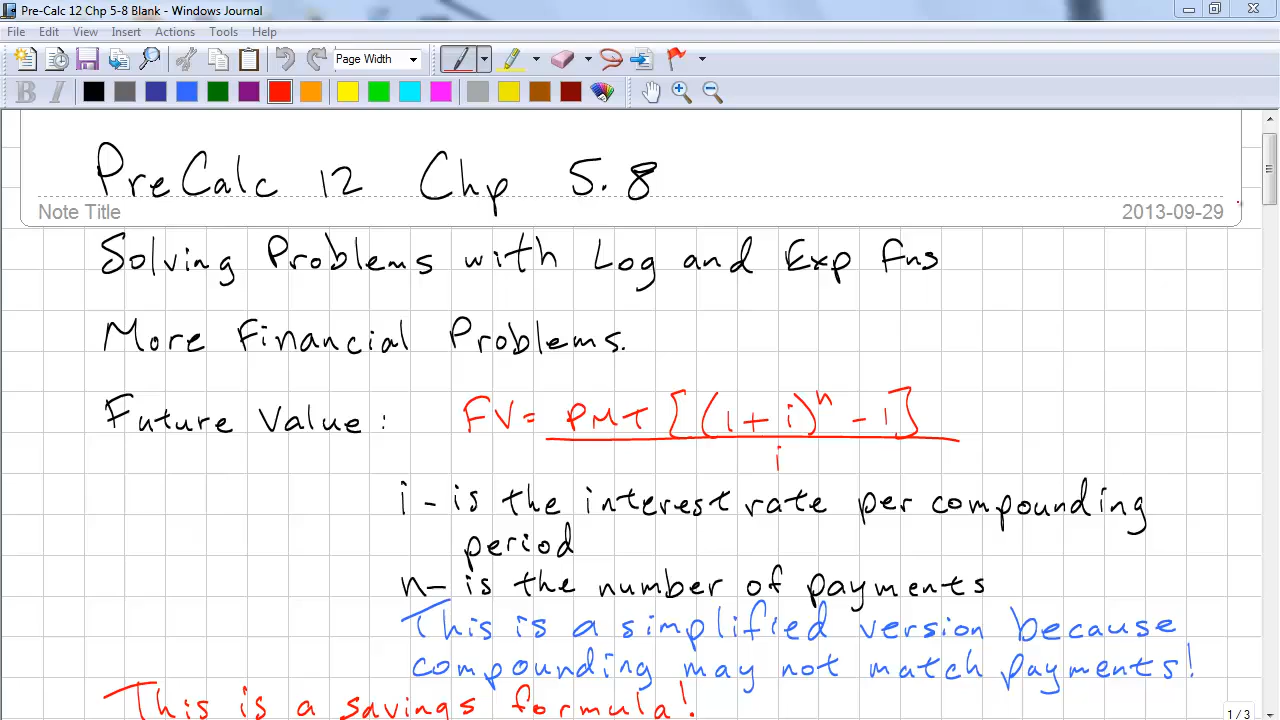 Pre-Calc 12 Chp 5-8 Blank - Windows Journal
File Edit View Insert Actions Tools Help
Page Width
B I
PreCalc 12 Chp 5.8
Note Title 2013-09-29
Solving Problems with Log and Exp Fns
More Financial Problems.
Future Value: FV = PMT [(1+i)^n - 1]
i
i - is the interest rate per compounding
period
n- is the number of payments
This is a simplified version because
compounding may not match payments!
This is a savings formula!
1/3